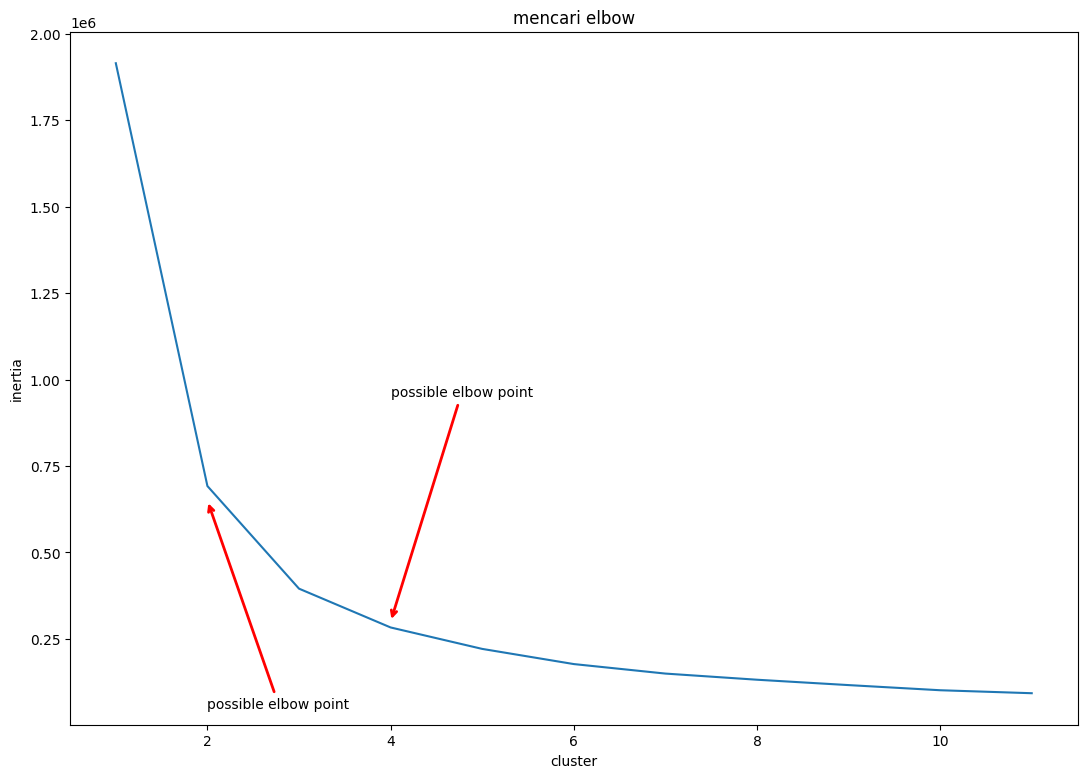 mencari elbow
1e6
2.00
1.75
1.50
1.25
1.00
0.75
0.50
0.25
inertia
possible elbow point
possible elbow point
2 4 6 8 10
cluster